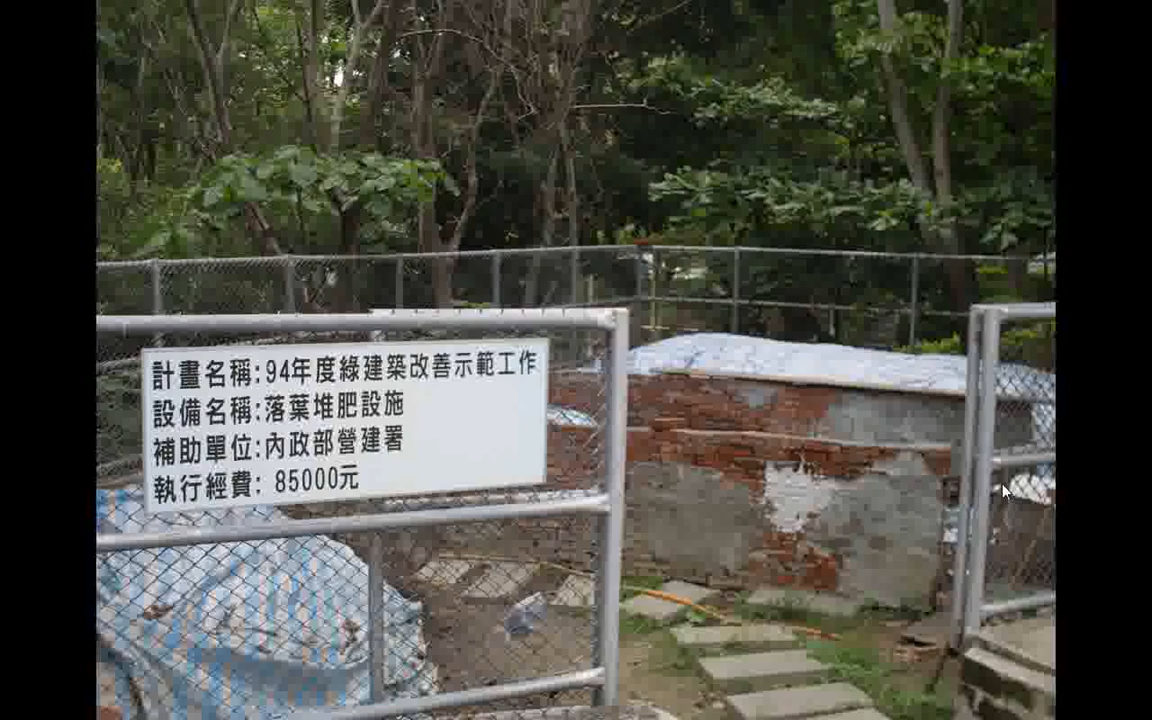 計畫名稱:94年度綠建築改善示範工作
設備名稱:落葉堆肥設施
補助單位:內政部營建署
執行經費: 85000元